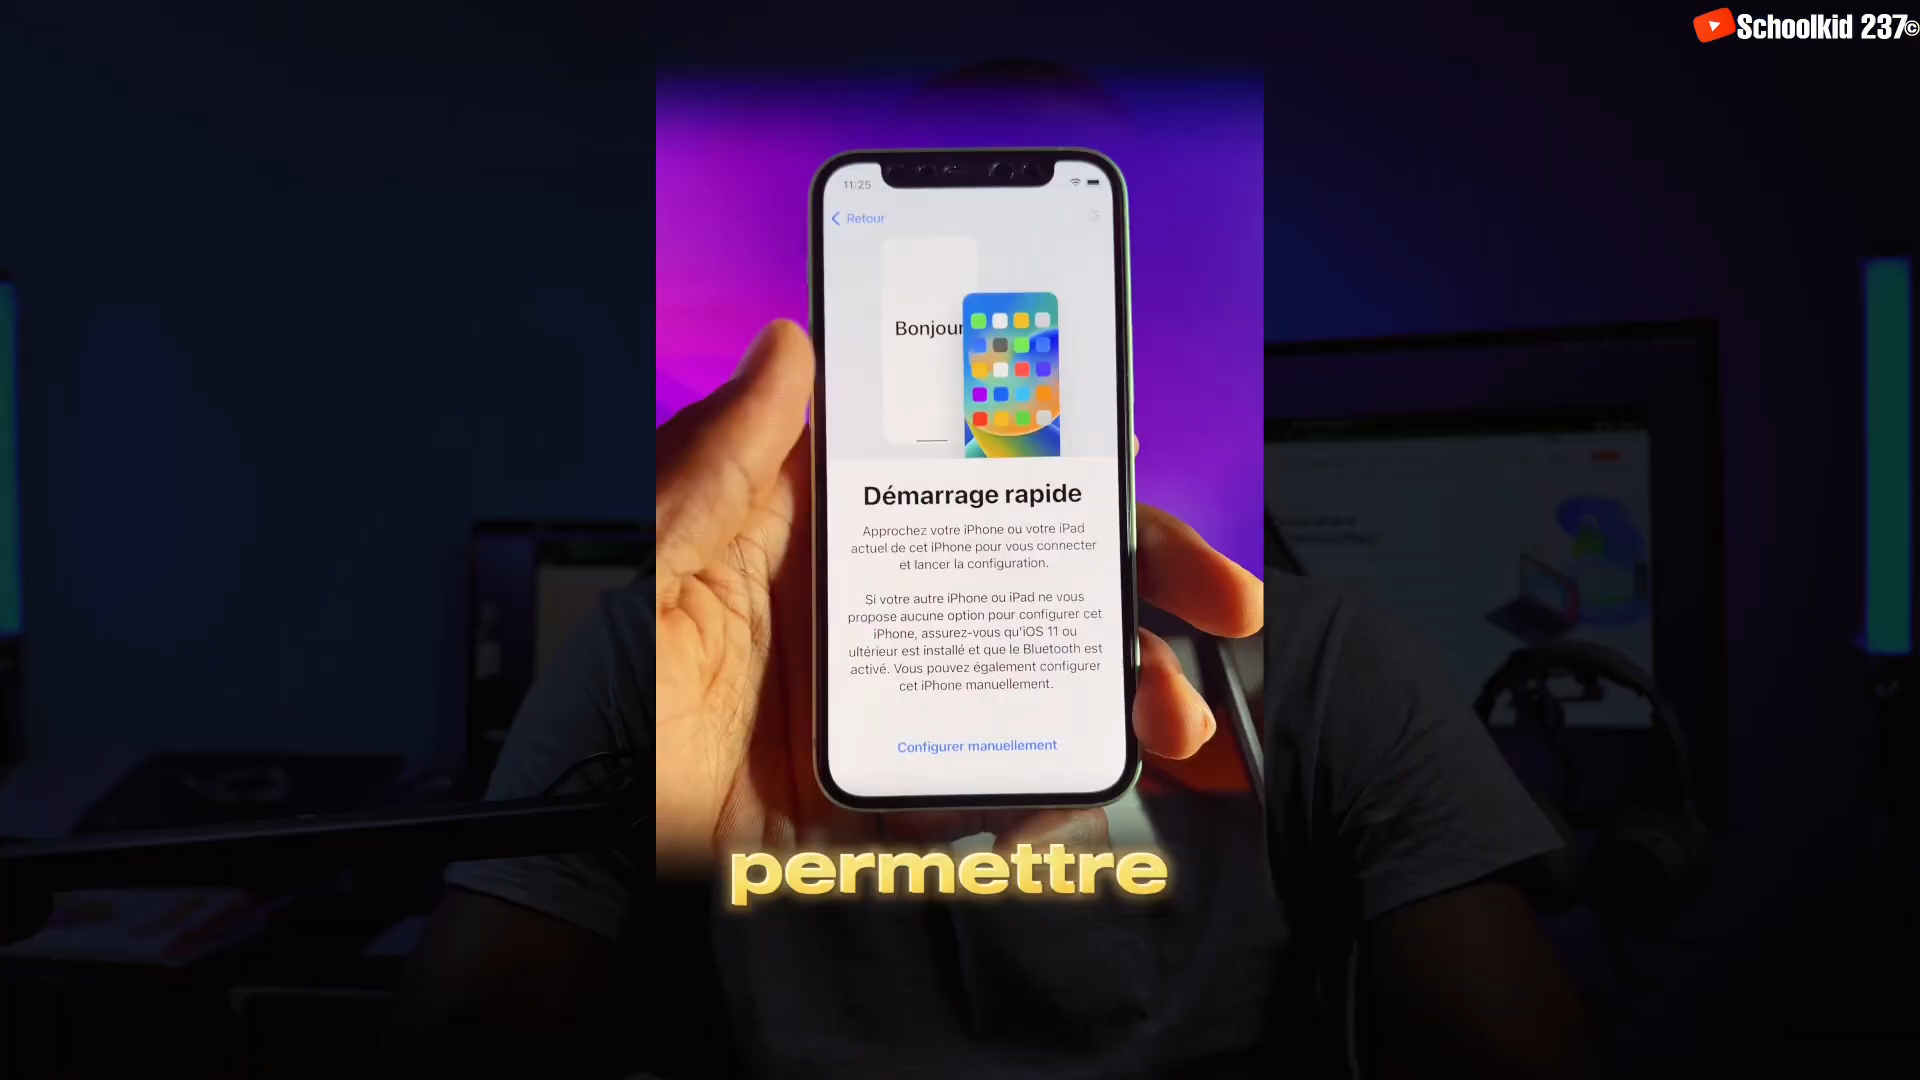 Schoolkid 237©
11:25
Retour
Bonjour
Démarrage rapide
Approchez votre iPhone ou votre iPad
actuel de cet iPhone pour vous connecter
et lancer la configuration.
Si votre autre iPhone ou iPad ne vous
propose aucune option pour configurer cet
iPhone, assurez-vous qu'iOS 11 ou
ultérieur est installé et que le Bluetooth est
activé. Vous pouvez également configurer
cet iPhone manuellement.
Configurer manuellement
permettre